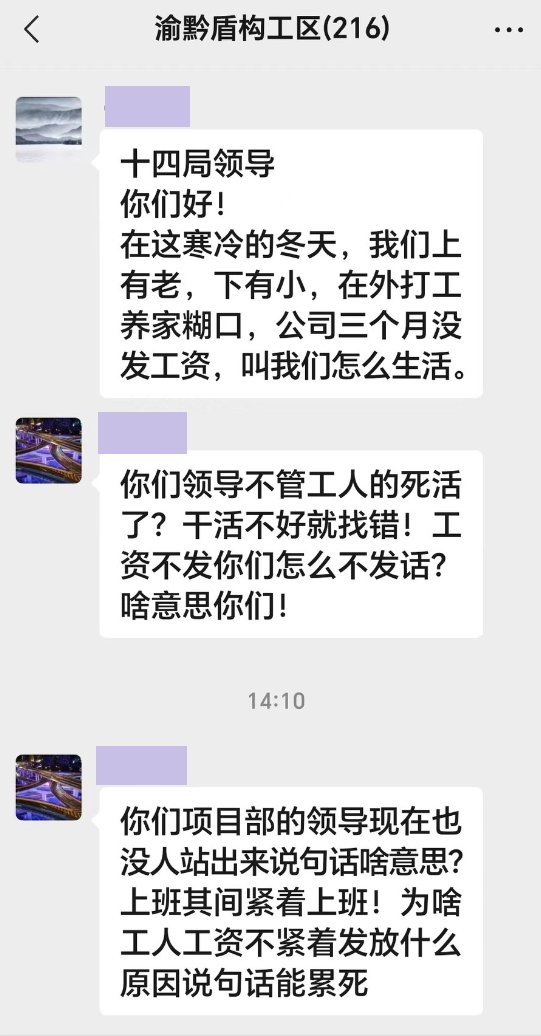 渝黔盾构工区(216)
十四局领导
你们好！
在这寒冷的冬天，我们上
有老，下有小，在外打工
养家糊口，公司三个月没
发工资，叫我们怎么生活。
你们领导不管工人的死活
了？干活不好就找错！工
资不发你们怎么不发话？
啥意思你们！
14:10
你们项目部的领导现在也
没人站出来说句话啥意思？
上班其间紧着上班！为啥
工人工资不紧着发放什么
原因说句话能累死